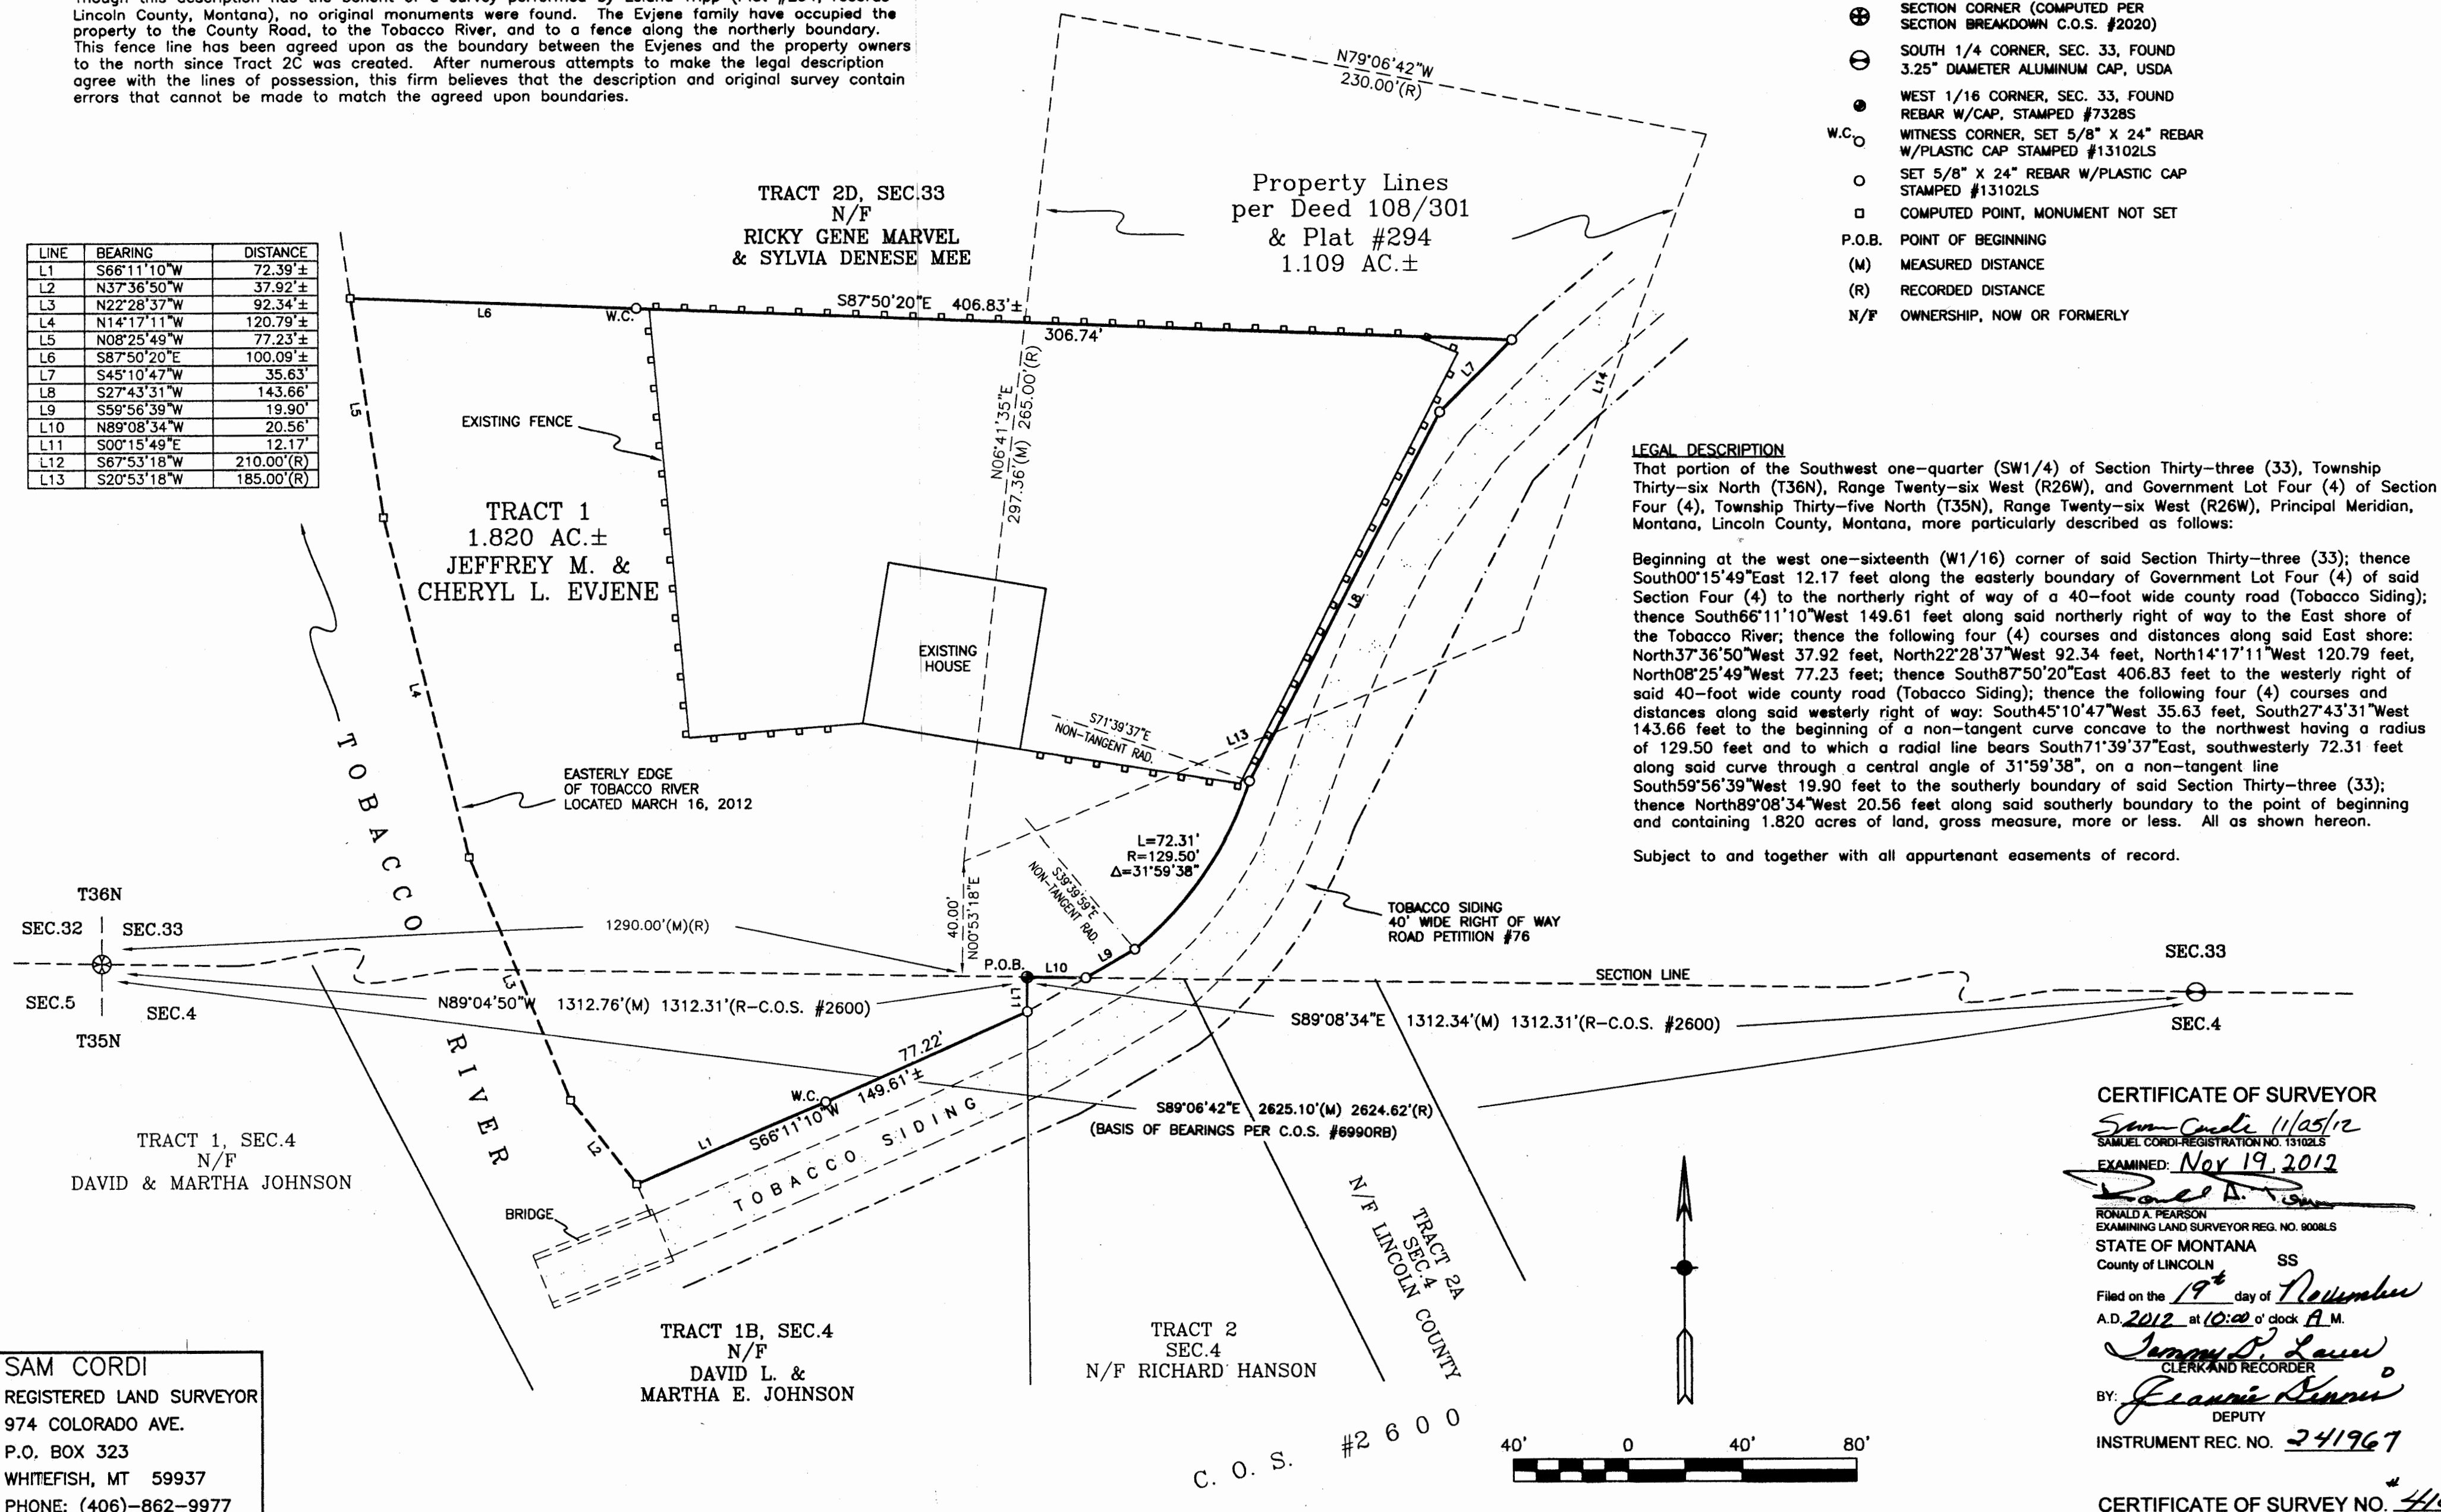 Lincoln County, Montana), no original monuments were found. The Evjene family have occupied the
property to the County Road, to the Tobacco River, and to a fence along the northerly boundary.
This fence line has been agreed upon as the boundary between the Evjenes and the property owners
to the north since Tract 2C was created. After numerous attempts to make the legal description
agree with the lines of possession, this firm believes that the description and original survey contain
errors that cannot be made to match the agreed upon boundaries.
SECTION CORNER (COMPUTED PER
SECTION BREAKDOWN C.O.S. #2020)
SOUTH 1/4 CORNER, SEC. 33, FOUND
3.25" DIAMETER ALUMINUM CAP, USDA
WEST 1/16 CORNER, SEC. 33, FOUND
REBAR W/CAP, STAMPED #7328S
W.C. WITNESS CORNER, SET 5/8" X 24" REBAR
W/PLASTIC CAP STAMPED #13102LS
SET 5/8" X 24" REBAR W/PLASTIC CAP
STAMPED #13102LS
COMPUTED POINT, MONUMENT NOT SET
P.O.B. POINT OF BEGINNING
(M) MEASURED DISTANCE
(R) RECORDED DISTANCE
N/F OWNERSHIP, NOW OR FORMERLY
N79°06'42"W
230.00'(R)
TRACT 2D, SEC.33
N/F
RICKY GENE MARVEL
& SYLVIA DENESE MEE
Property Lines
per Deed 108/301
& Plat #294
1.109 AC.±
LINE BEARING DISTANCE
L1 S66°11'10"W 72.39'±
L2 N37°36'50"W 37.92'±
L3 N22°28'37"W 92.34'±
L4 N14°17'11"W 120.79'±
L5 N08°25'49"W 77.23'±
L6 S87°50'20"E 100.09'±
L7 S45°10'47"W 35.63'
L8 S27°43'31"W 143.66'
L9 S59°56'39"W 19.90'
L10 N89°08'34"W 20.56'
L11 S00°15'49"E 12.17'
L12 S67°53'18"W 210.00'(R)
L13 S20°53'18"W 185.00'(R)
L6
W.C.
S87°50'20"E 406.83'±
306.74'
L7
L14
L5
N06°41'35"E
297.36'(M) 265.00'(R)
EXISTING FENCE
TRACT 1
1.820 AC.±
JEFFREY M. &
CHERYL L. EVJENE
EXISTING
HOUSE
L8
L4
S71°39'37"E
NON-TANGENT RAD.
L13
EASTERLY EDGE
OF TOBACCO RIVER
LOCATED MARCH 16, 2012
TOBACCO RIVER
L=72.31'
R=129.50'
Δ=31°59'38"
S39°39'59"E
NON-TANGENT RAD.
40.00'
N00°53'18"E
TOBACCO SIDING
40' WIDE RIGHT OF WAY
ROAD PETITIION #76
LEGAL DESCRIPTION
That portion of the Southwest one-quarter (SW1/4) of Section Thirty-three (33), Township
Thirty-six North (T36N), Range Twenty-six West (R26W), and Government Lot Four (4) of Section
Four (4), Township Thirty-five North (T35N), Range Twenty-six West (R26W), Principal Meridian,
Montana, Lincoln County, Montana, more particularly described as follows:
Beginning at the west one-sixteenth (W1/16) corner of said Section Thirty-three (33); thence
South00°15'49"East 12.17 feet along the easterly boundary of Government Lot Four (4) of said
Section Four (4) to the northerly right of way of a 40-foot wide county road (Tobacco Siding);
thence South66°11'10"West 149.61 feet along said northerly right of way to the East shore of
the Tobacco River; thence the following four (4) courses and distances along said East shore:
North37°36'50"West 37.92 feet, North22°28'37"West 92.34 feet, North14°17'11"West 120.79 feet,
North08°25'49"West 77.23 feet; thence South87°50'20"East 406.83 feet to the westerly right of
said 40-foot wide county road (Tobacco Siding); thence the following four (4) courses and
distances along said westerly right of way: South45°10'47"West 35.63 feet, South27°43'31"West
143.66 feet to the beginning of a non-tangent curve concave to the northwest having a radius
of 129.50 feet and to which a radial line bears South71°39'37"East, southwesterly 72.31 feet
along said curve through a central angle of 31°59'38", on a non-tangent line
South59°56'39"West 19.90 feet to the southerly boundary of said Section Thirty-three (33);
thence North89°08'34"West 20.56 feet along said southerly boundary to the point of beginning
and containing 1.820 acres of land, gross measure, more or less. All as shown hereon.
Subject to and together with all appurtenant easements of record.
T36N
SEC.32 SEC.33
SEC.5 SEC.4
T35N
1290.00'(M)(R)
P.O.B.
L10
L9
L11
L3
SECTION LINE
SEC.33
SEC.4
N89°04'50"W 1312.76'(M) 1312.31'(R-C.O.S. #2600)
S89°08'34"E 1312.34'(M) 1312.31'(R-C.O.S. #2600)
77.22'
W.C.
S66°11'10"W 149.61'±
L1
L2
TOBACCO SIDING
S89°06'42"E 2625.10'(M) 2624.62'(R)
(BASIS OF BEARINGS PER C.O.S. #6990RB)
TRACT 1, SEC.4
N/F
DAVID & MARTHA JOHNSON
BRIDGE
TRACT 1B, SEC.4
N/F
DAVID L. &
MARTHA E. JOHNSON
TRACT 2
SEC.4
N/F RICHARD HANSON
TRACT 2A
SEC.4
N/F LINCOLN COUNTY
C. O. S. #2600
40' 0 40' 80'
SAM CORDI
REGISTERED LAND SURVEYOR
974 COLORADO AVE.
P.O. BOX 323
WHITEFISH, MT 59937
PHONE: (406)-862-9977
CERTIFICATE OF SURVEYOR
11/05/12
SAMUEL CORDI-REGISTRATION NO. 13102LS
EXAMINED: Nov 19, 2012
RONALD A. PEARSON
EXAMINING LAND SURVEYOR REG. NO. 9008LS
STATE OF MONTANA
SS
County of LINCOLN
Filed on the 19th day of November
A.D. 2012 at 10:00 o' clock A M.
Tammy D. Lauer
CLERK AND RECORDER
BY: Jeannie Dennis
DEPUTY
INSTRUMENT REC. NO. 241967
CERTIFICATE OF SURVEY NO. #